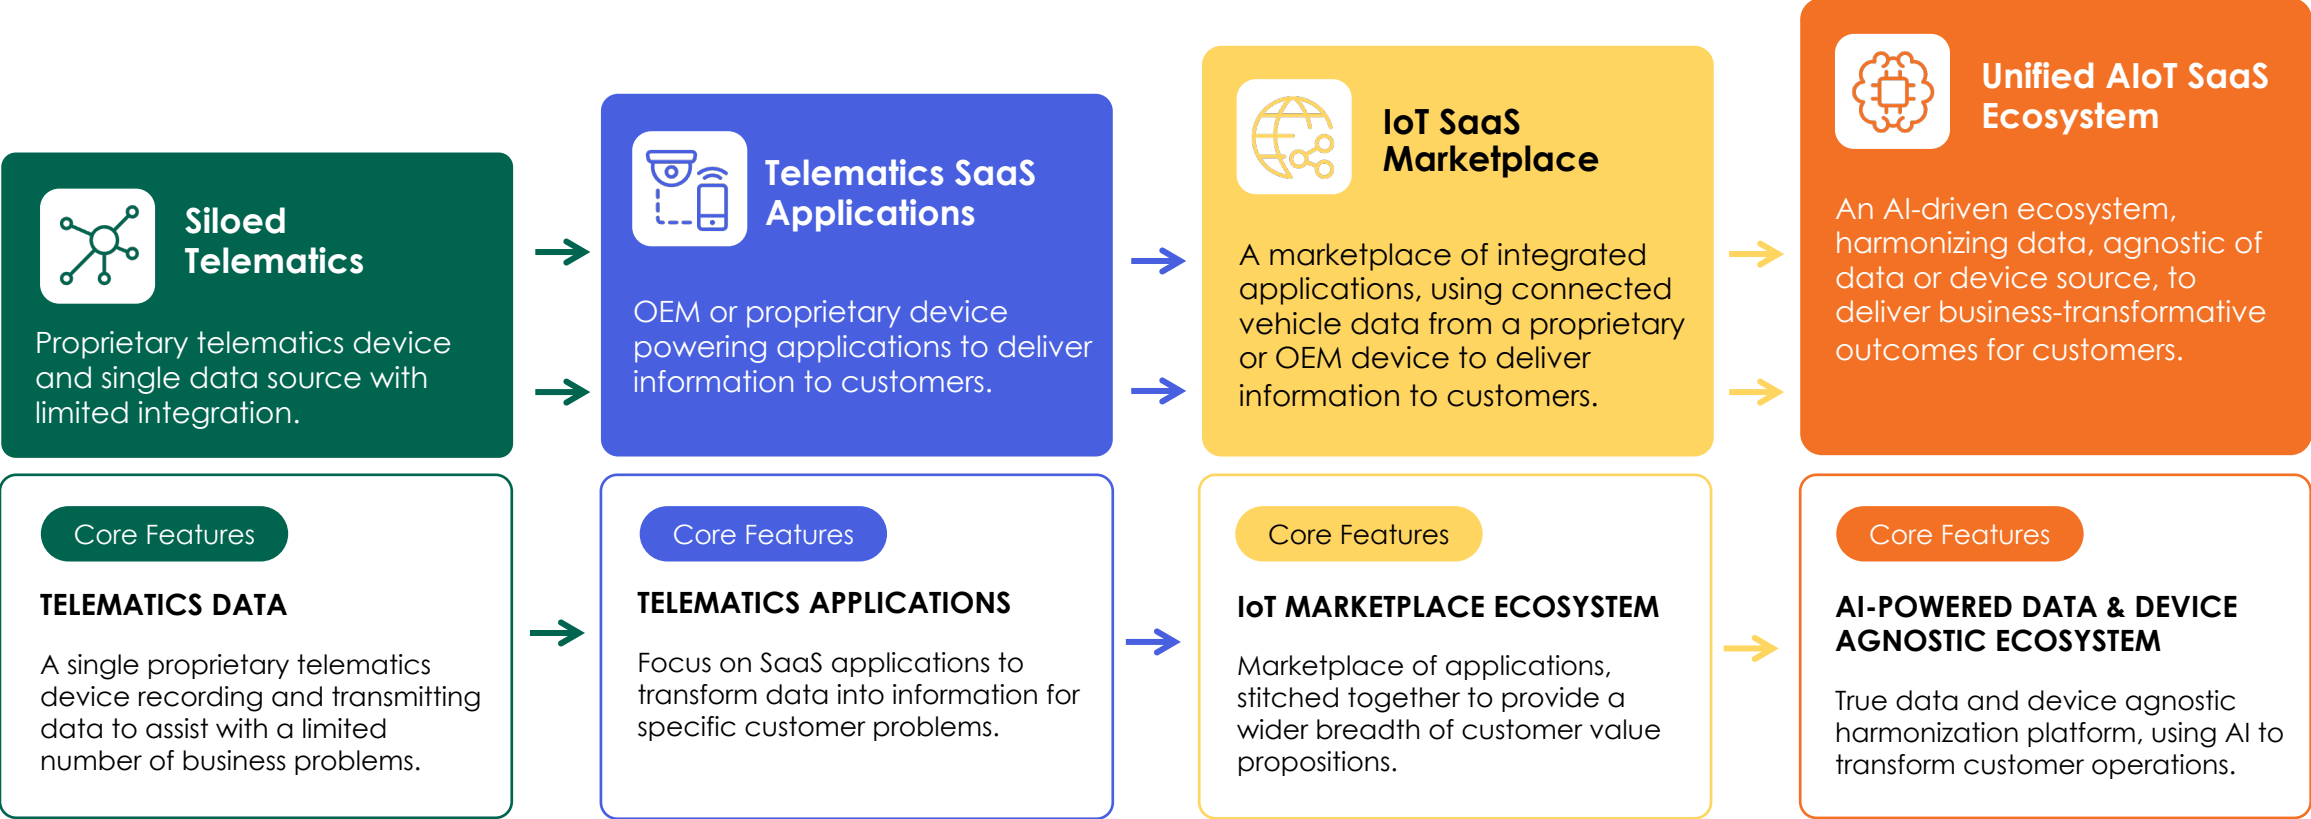 Siloed
Telematics
Proprietary telematics device
and single data source with
limited integration.
Telematics SaaS
Applications
OEM or proprietary device
powering applications to deliver
information to customers.
IoT SaaS
Marketplace
A marketplace of integrated
applications, using connected
vehicle data from a proprietary
or OEM device to deliver
information to customers.
Unified AIoT SaaS
Ecosystem
An AI-driven ecosystem,
harmonizing data, agnostic of
data or device source, to
deliver business-transformative
outcomes for customers.
Core Features
TELEMATICS DATA
A single proprietary telematics
device recording and transmitting
data to assist with a limited
number of business problems.
Core Features
TELEMATICS APPLICATIONS
Focus on SaaS applications to
transform data into information for
specific customer problems.
Core Features
IoT MARKETPLACE ECOSYSTEM
Marketplace of applications,
stitched together to provide a
wider breadth of customer value
propositions.
Core Features
AI-POWERED DATA & DEVICE
AGNOSTIC ECOSYSTEM
True data and device agnostic
harmonization platform, using AI to
transform customer operations.